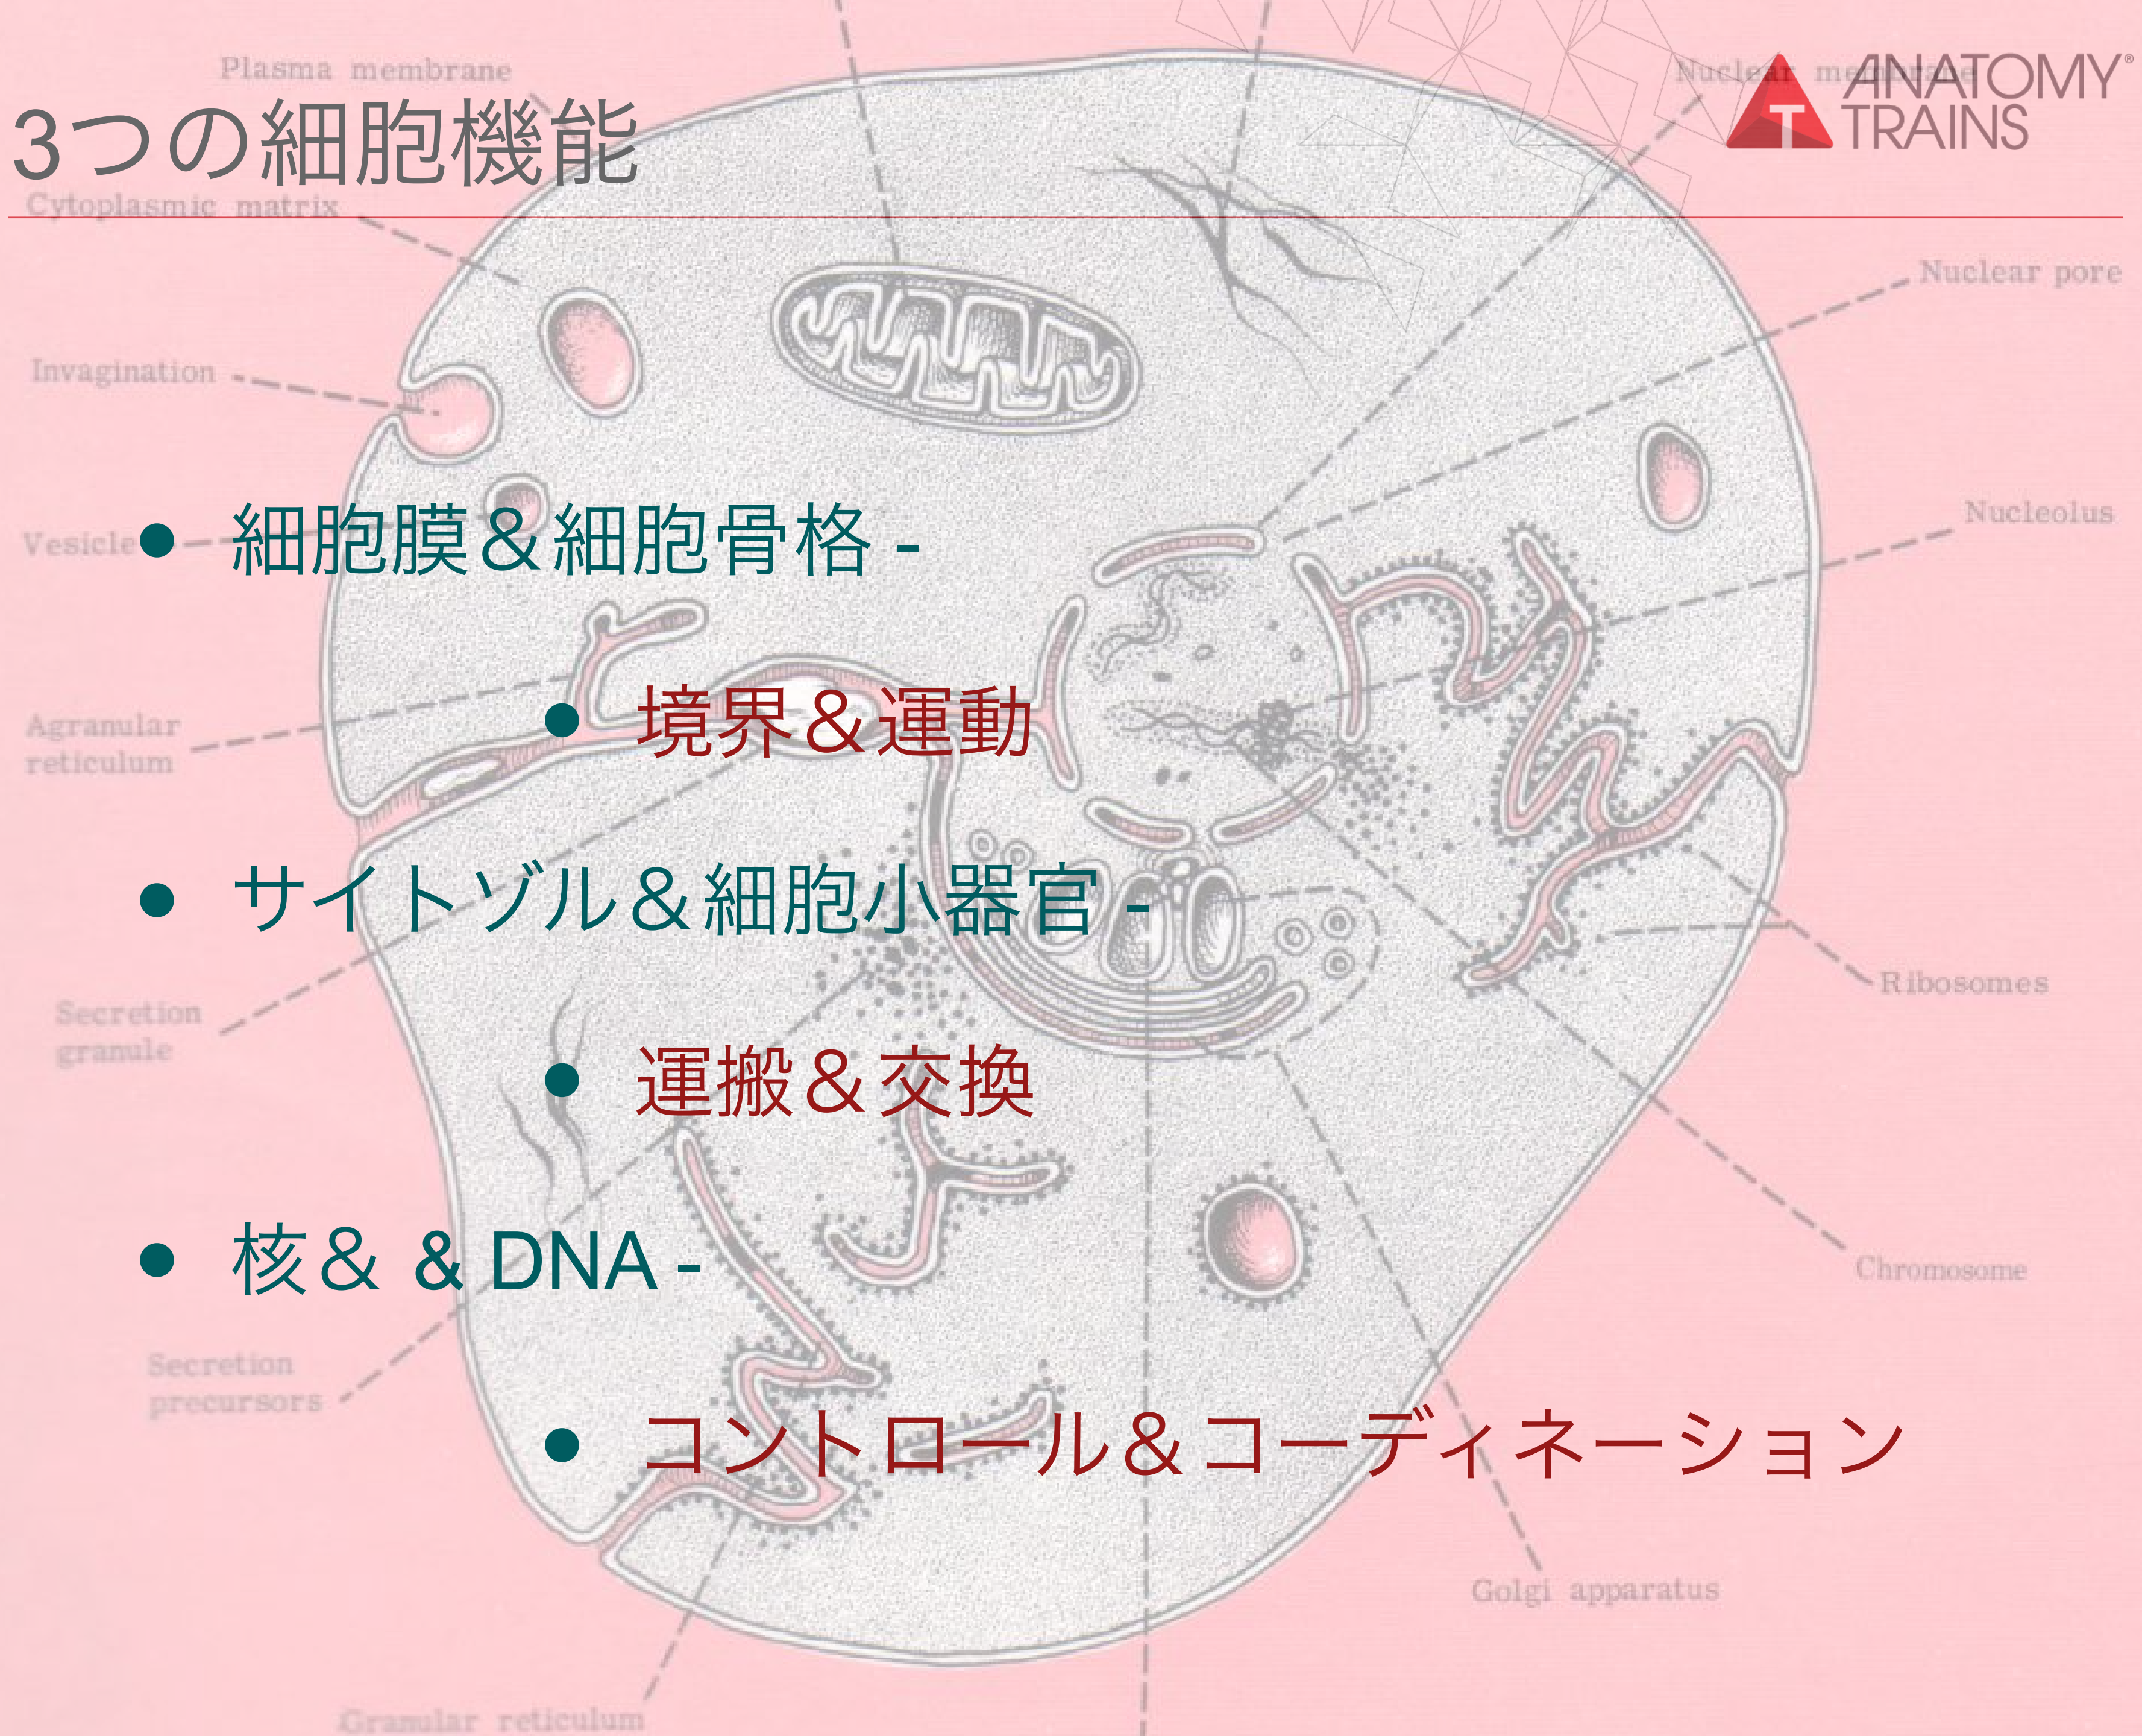 Plasma membrane
Nuclear membrane
ANATOMY®
TRAINS
T
3つの細胞機能
Cytoplasmic matrix
Nuclear pore
Invagination
Nucleolus
Vesicle
● 細胞膜＆細胞骨格 -
● 境界＆運動
Agranular
reticulum
● サイトゾル＆細胞小器官 -
Ribosomes
Secretion
granule
● 運搬＆交換
● 核＆ & DNA -
Chromosome
Secretion
precursors
● コントロール＆コーディネーション
Golgi apparatus
Granular reticulum